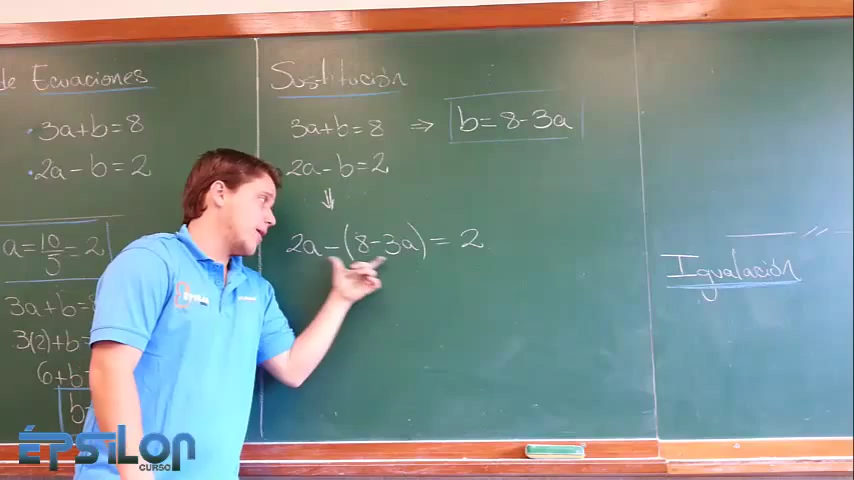 de Ecuaciones
3a+b=8
2a-b=2
a=10/5=2
3a+b=8
3(2)+b=
6+b=
b=
Sustitución
3a+b=8 ⇒ b=8-3a
2a-b=2
⇓
2a-(8-3a)=2
Igualación
ÉPSILON
CURSO